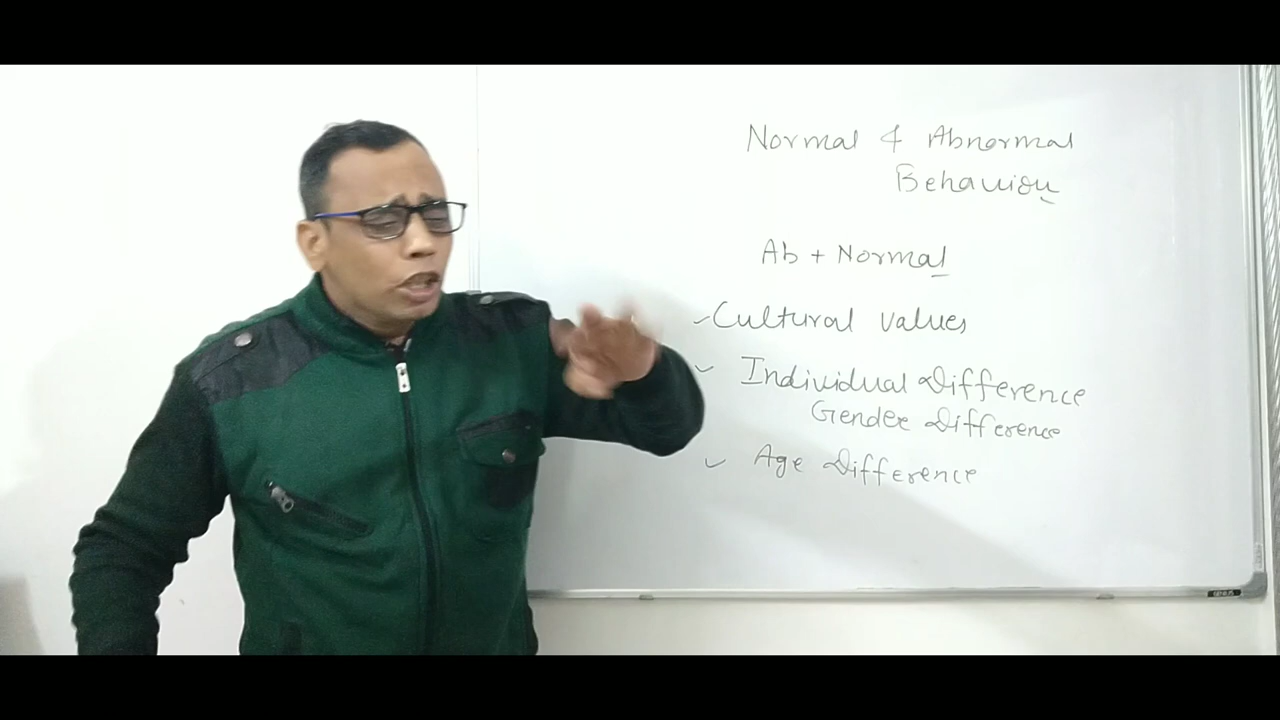 Normal & Abnormal
Behaviour
Ab + Normal
Cultural values
Individual Difference
Gender Difference
Age Difference